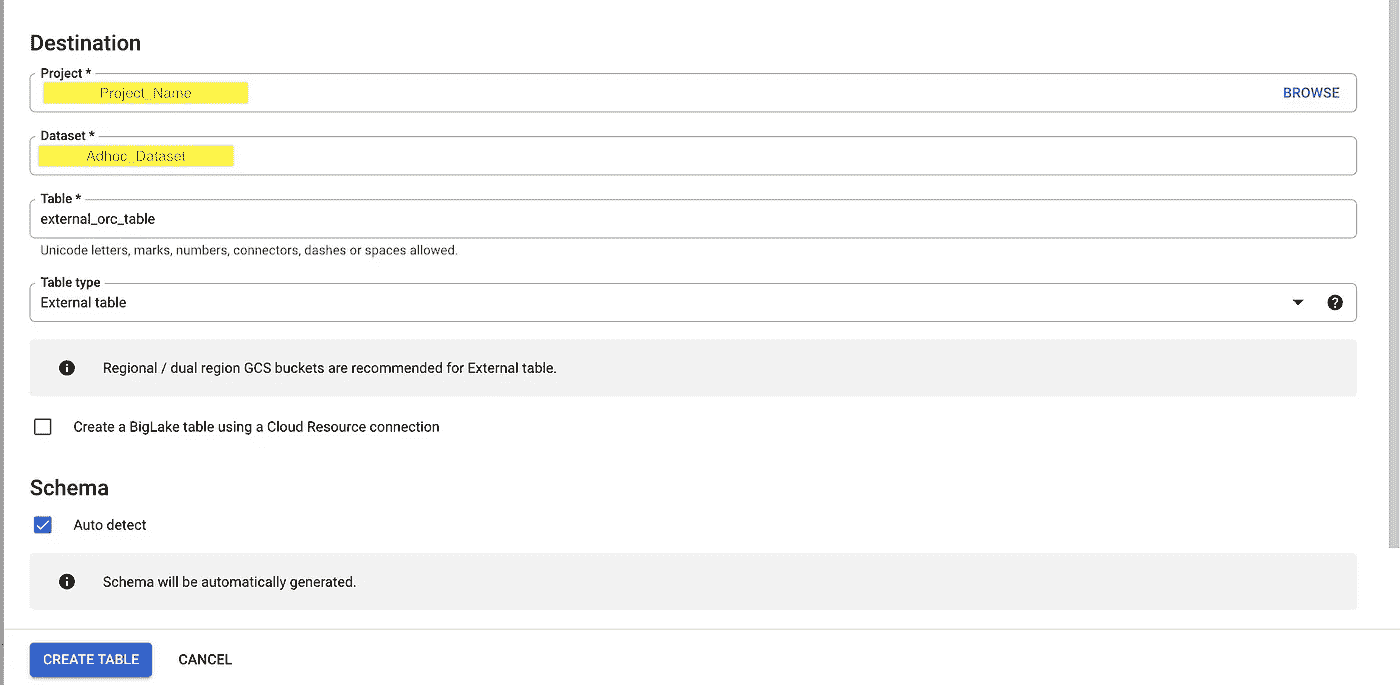 Destination
Project *
Project_Name
BROWSE
Dataset *
Adhoc_Dataset
Table *
external_orc_table
Unicode letters, marks, numbers, connectors, dashes or spaces allowed.
Table type
External table
Regional / dual region GCS buckets are recommended for External table.
Create a BigLake table using a Cloud Resource connection
Schema
Auto detect
Schema will be automatically generated.
CREATE TABLE CANCEL